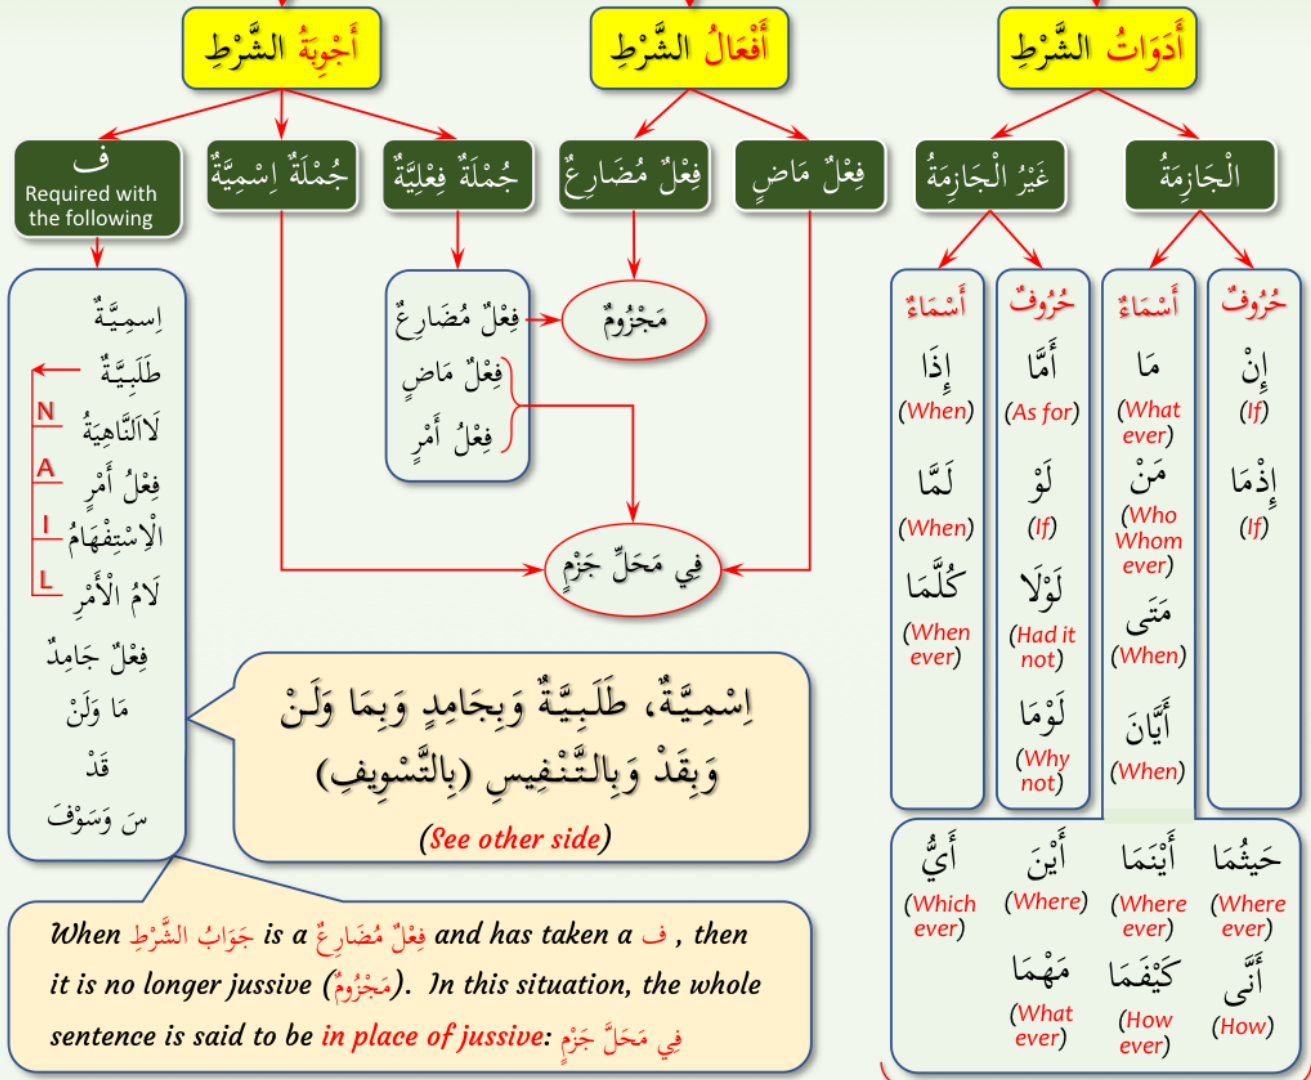 أَدَوَاتُ الشَّرْطِ
أَفْعَالُ الشَّرْطِ
أَجْوِبَةُ الشَّرْطِ
الْجَازِمَةُ
غَيْرُ الْجَازِمَةُ
فِعْلٌ مَاضٍ
فِعْلٌ مُضَارِعٌ
جُمْلَةٌ فِعْلِيَّةٌ
جُمْلَةٌ اِسْمِيَّةٌ
ف
Required with
the following
حُرُوفٌ
إِنْ
(If)
إِذْمَا
(If)
أَسْمَاءٌ
مَا
(What
ever)
مَنْ
(Who
Whom
ever)
مَتَى
(When)
أَيَّانَ
(When)
حُرُوفٌ
أَمَّا
(As for)
لَوْ
(If)
لَوْلَا
(Had it
not)
لَوْمَا
(Why
not)
أَسْمَاءٌ
إِذَا
(When)
لَمَّا
(When)
كُلَّمَا
(When
ever)
حَيثُمَا
(Where
ever)
أَيْنَمَا
(Where
ever)
أَيْنَ
(Where)
أَيُّ
(Which
ever)
أَنَّى
(How)
كَيْفَمَا
(How
ever)
مَهْمَا
(What
ever)
مَجْزُومٌ
فِعْلٌ مُضَارِعٌ
فِعْلٌ مَاضٍ
فِعْلُ أَمْرٍ
فِي مَحَلِّ جَزْمٍ
اِسمِيَّةٌ
طَلَبِيَّةٌ
N
لَاالنَّاهِيَةُ
A
فِعْلُ أَمْرٍ
I
الْاِسْتِفْهَامُ
L
لَامُ الْأَمْرِ
فِعْلٌ جَامِدٌ
مَا وَلَنْ
قَدْ
سَ وَسَوْفَ
اِسْمِيَّةٌ، طَلَبِيَّةٌ وَبِجَامِدٍ وَبِمَا وَلَنْ
وَبِقَدْ وَبِالتَّنْفِيسِ (بِالتَّسْوِيفِ)
(See other side)
When جَوَابُ الشَّرْطِ is a فِعْلٌ مُضَارِعٌ and has taken a ف , then
it is no longer jussive (مَجْزُومٌ). In this situation, the whole
sentence is said to be in place of jussive: فِي مَحَلَّ جَزْمٍ